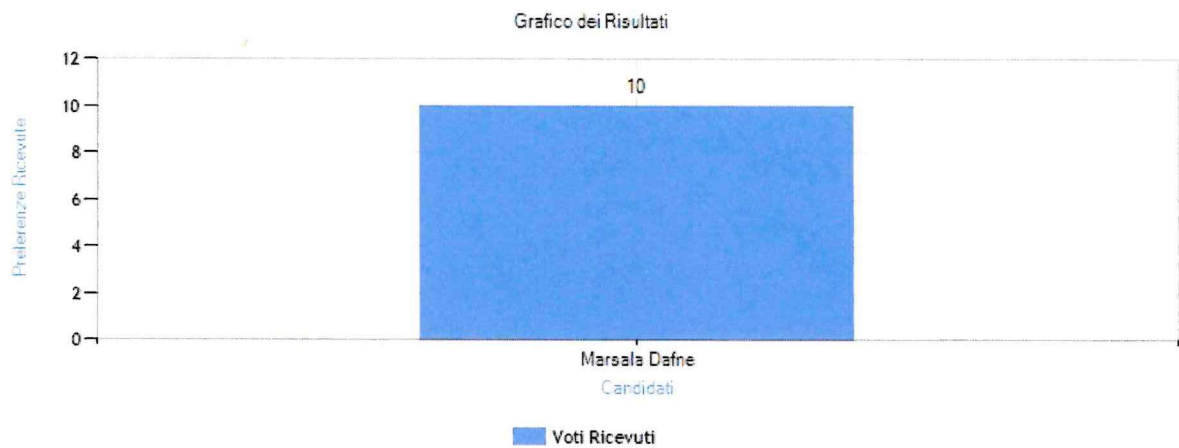 Grafico dei Risultati
Preferenze Ricevute
12
10
8
6
4
2
0
10
Marsala Dafne
Candidati
Voti Ricevuti